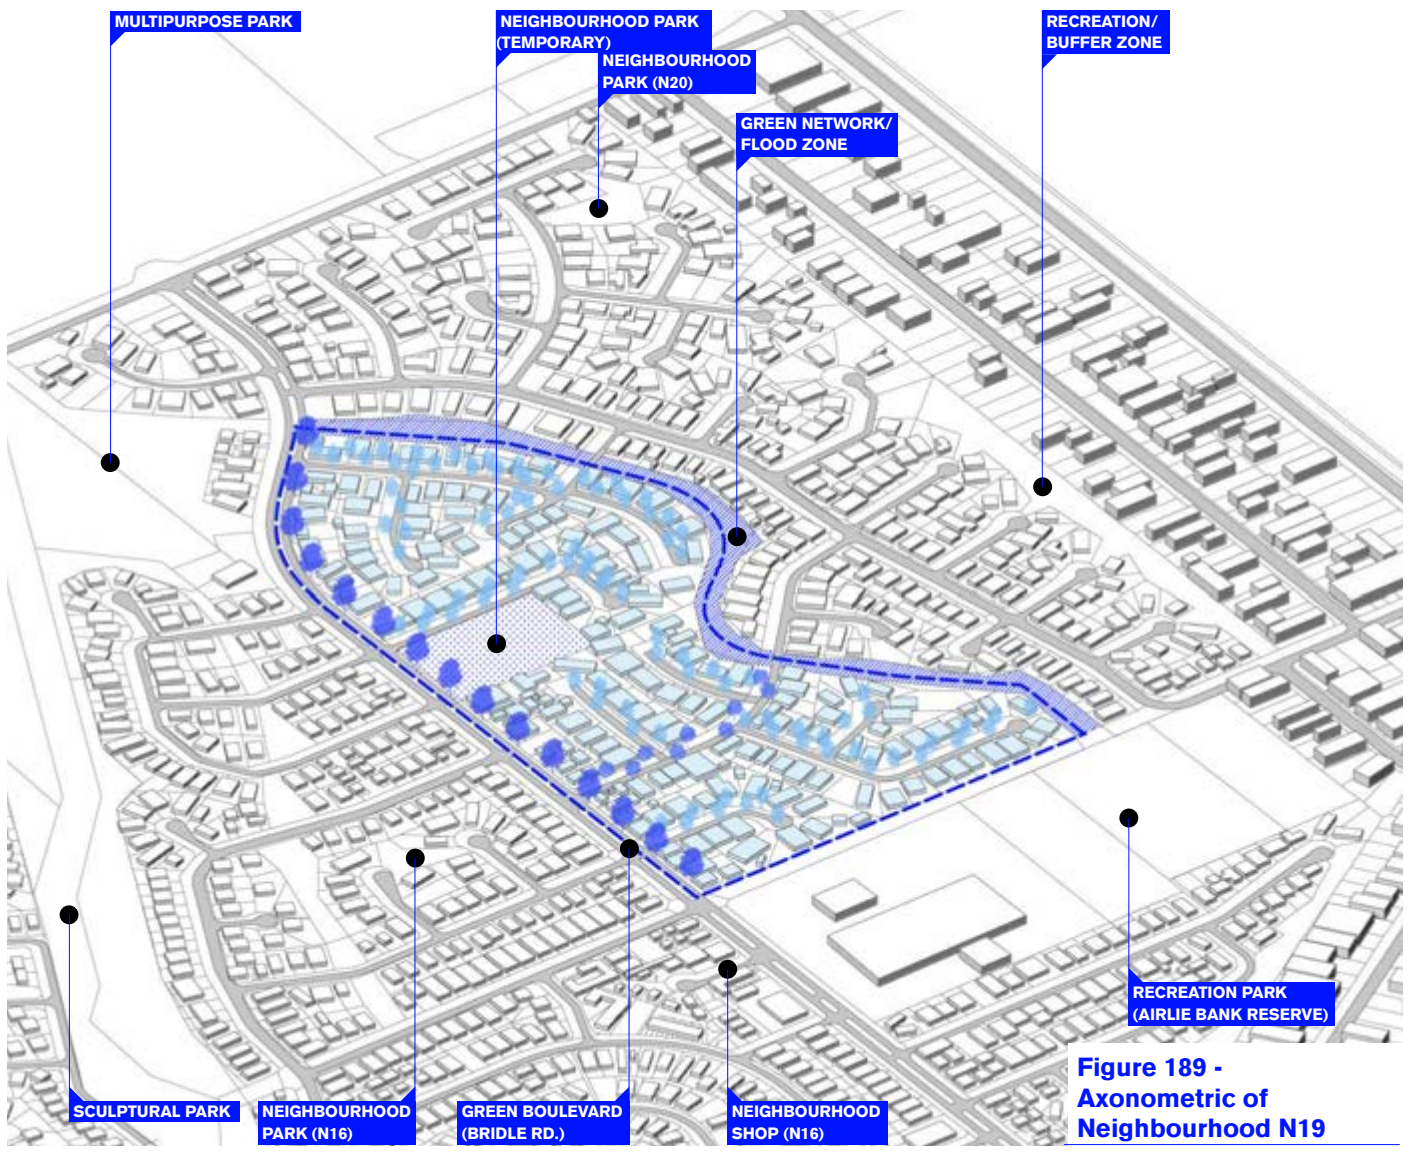 MULTIPURPOSE PARK
NEIGHBOURHOOD PARK
(TEMPORARY)
NEIGHBOURHOOD
PARK (N20)
GREEN NETWORK/
FLOOD ZONE
RECREATION/
BUFFER ZONE
RECREATION PARK
(AIRLIE BANK RESERVE)
SCULPTURAL PARK
NEIGHBOURHOOD
PARK (N16)
GREEN BOULEVARD
(BRIDLE RD.)
NEIGHBOURHOOD
SHOP (N16)
Figure 189 -
Axonometric of
Neighbourhood N19